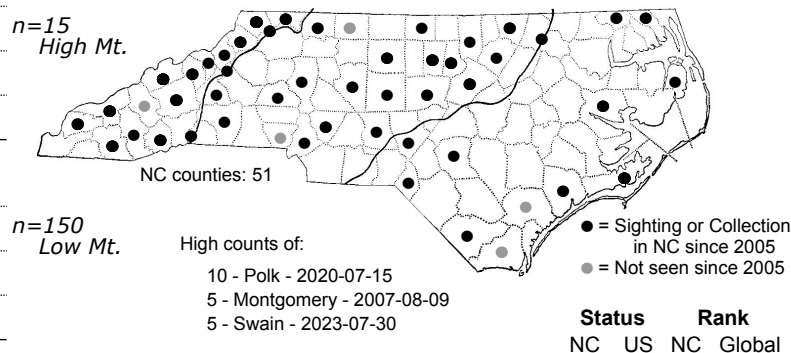 n=15
High Mt.
NC counties: 51
n=150
Low Mt.
High counts of:
10 - Polk - 2020-07-15
5 - Montgomery - 2007-08-09
5 - Swain - 2023-07-30
= Sighting or Collection
in NC since 2005
= Not seen since 2005
Status Rank
NC US NC Global